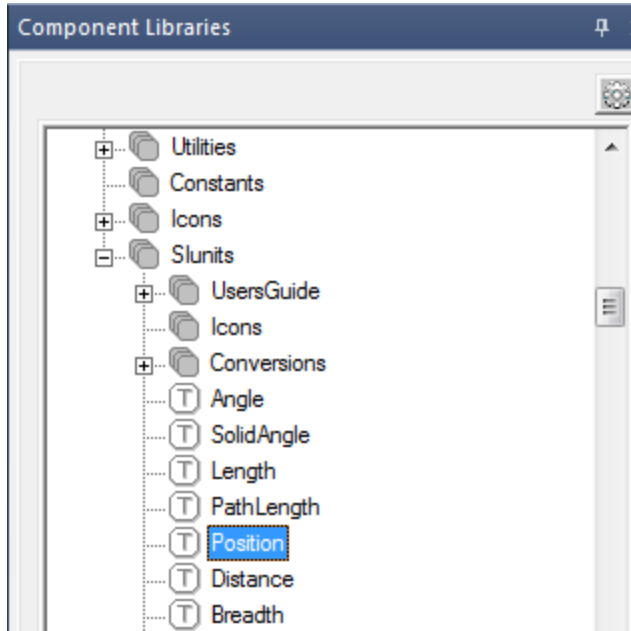 Component Libraries
Utilities
Constants
Icons
SIunits
UsersGuide
Icons
Conversions
T Angle
T SolidAngle
T Length
T PathLength
T Position
T Distance
T Breadth